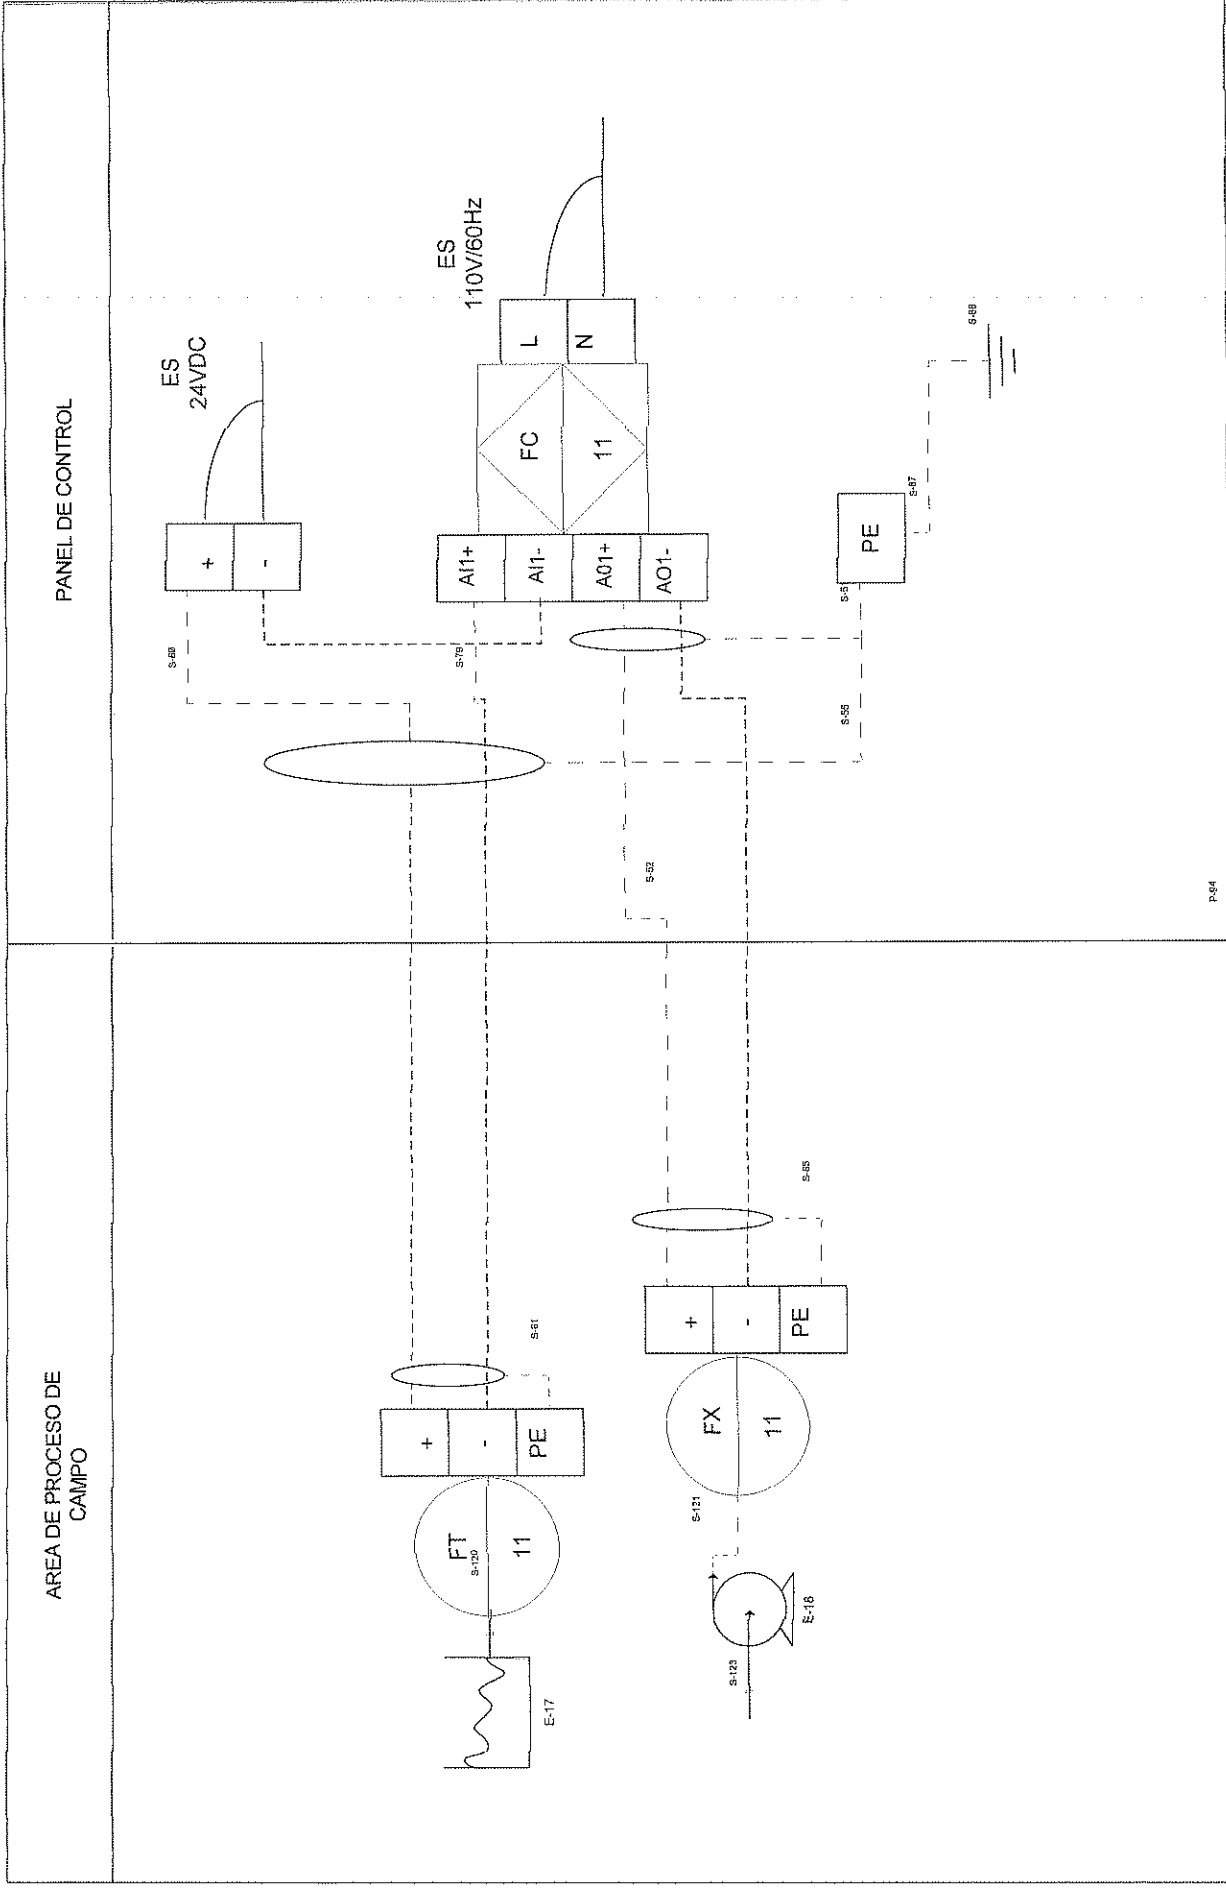 AREA DE PROCESO DE
CAMPO
PANEL DE CONTROL
ES
24VDC
+
-
S-60
S-79
AI1+
AI1-
A01+
AO1-
FC
11
L
N
ES
110V/60Hz
+
-
PE
S-61
FT
S-120
11
E-17
S-52
S-55
PE
S-87
S-88
+
-
PE
S-65
FX
11
S-121
S-123
E-18
P-94